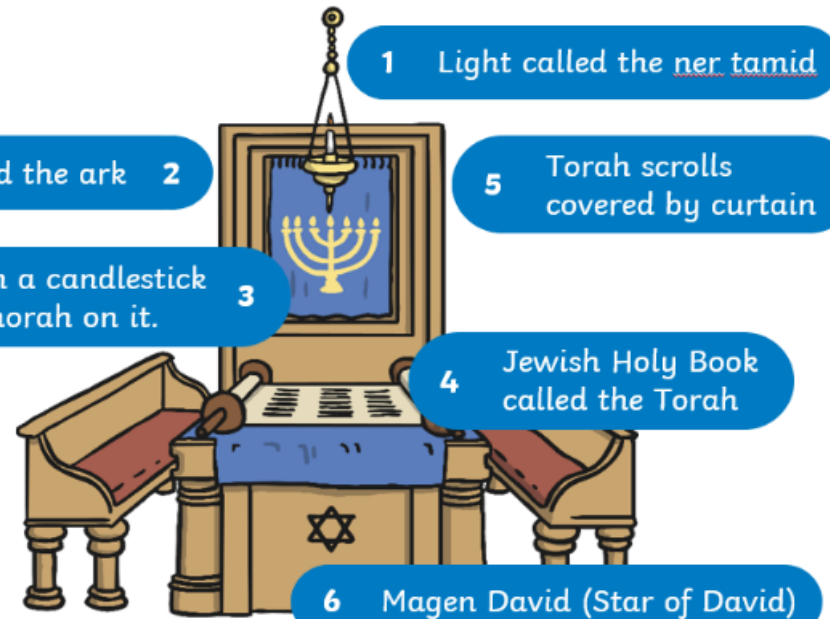 1 Light called the ner tamid
d the ark 2
5 Torah scrolls
covered by curtain
a candlestick
3
norah on it.
4 Jewish Holy Book
called the Torah
6 Magen David (Star of David)